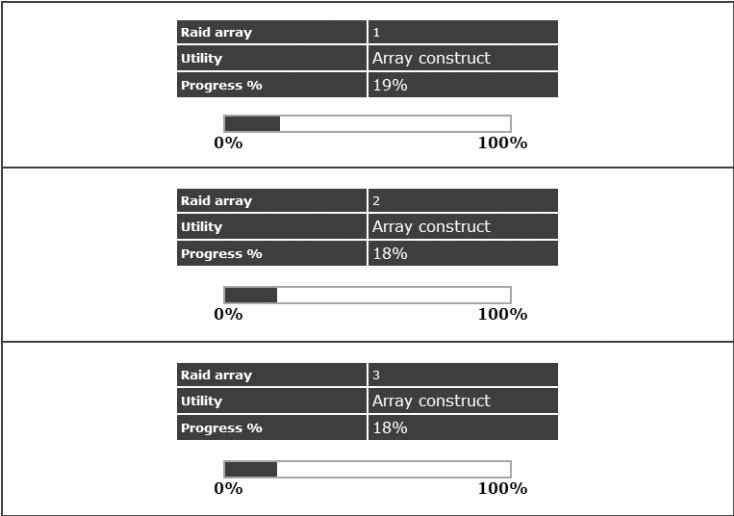 Raid array 1
Utility Array construct
Progress % 19%
0% 100%
Raid array 2
Utility Array construct
Progress % 18%
0% 100%
Raid array 3
Utility Array construct
Progress % 18%
0% 100%